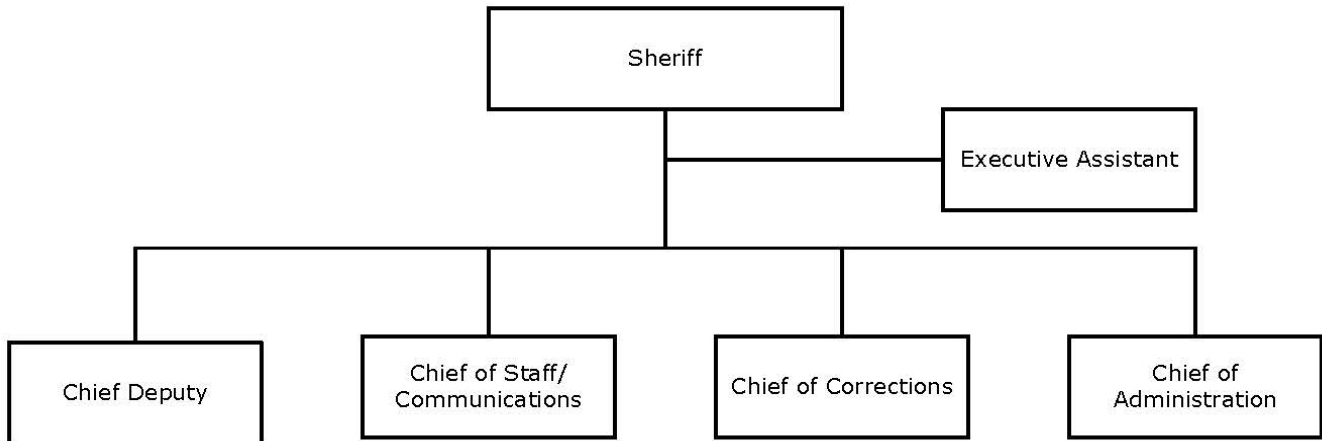 Sheriff
Executive Assistant
Chief Deputy
Chief of Staff/
Communications
Chief of Corrections
Chief of
Administration